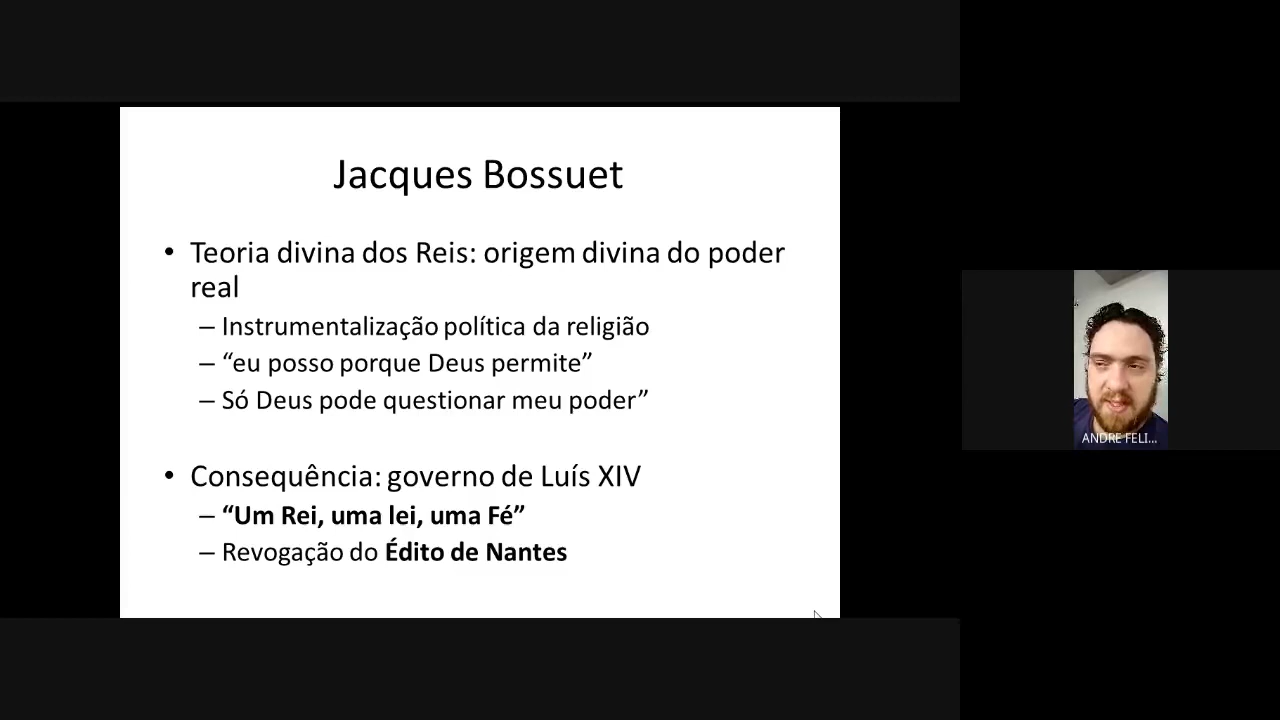 Jacques Bossuet
• Teoria divina dos Reis: origem divina do poder
real
– Instrumentalização política da religião
– “eu posso porque Deus permite”
– Só Deus pode questionar meu poder”
• Consequência: governo de Luís XIV
– “Um Rei, uma lei, uma Fé”
– Revogação do Édito de Nantes
ANDRE FELI...